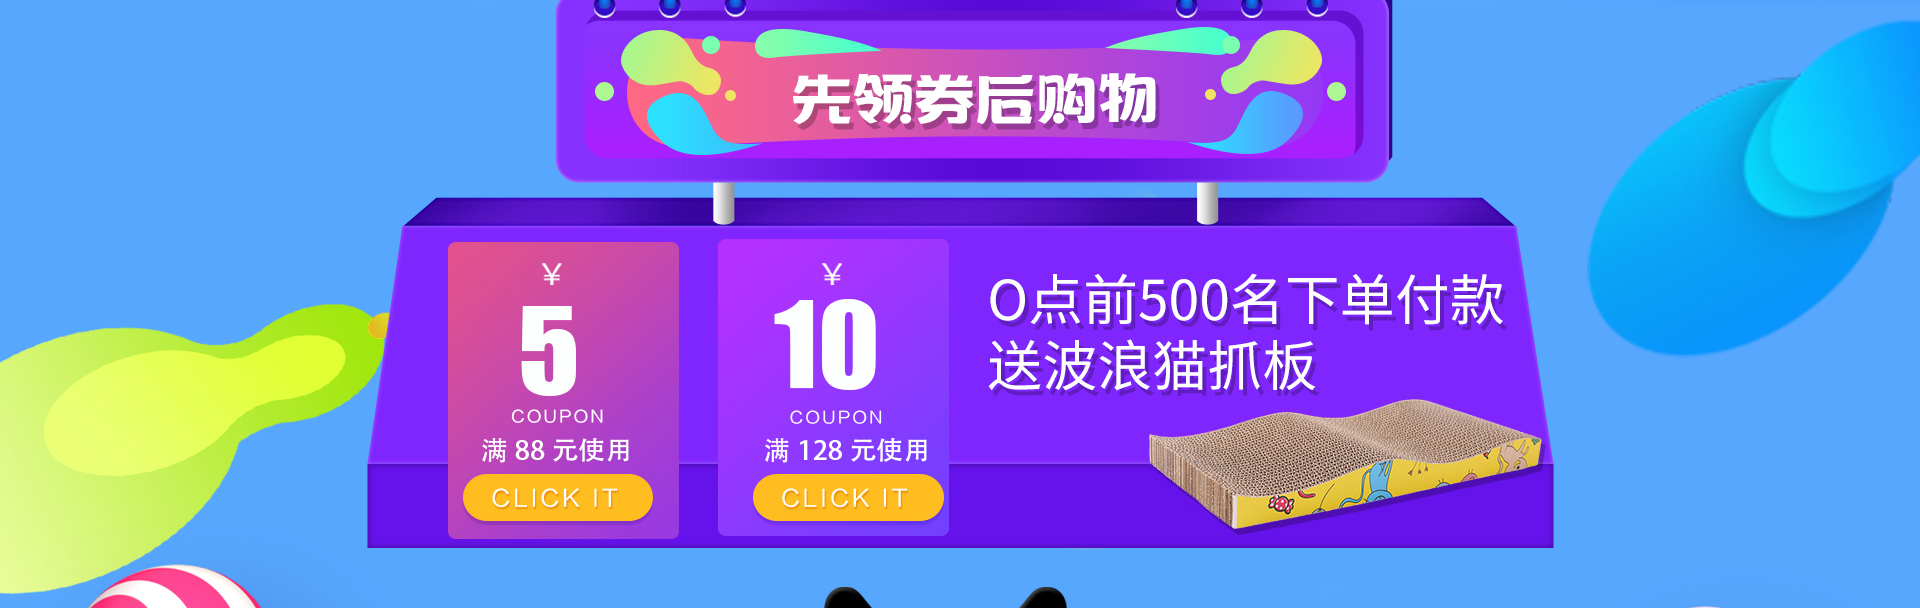 先领券后购物
¥
5
COUPON
满 88 元使用
CLICK IT
¥
10
COUPON
满 128 元使用
CLICK IT
O点前500名下单付款
送波浪猫抓板